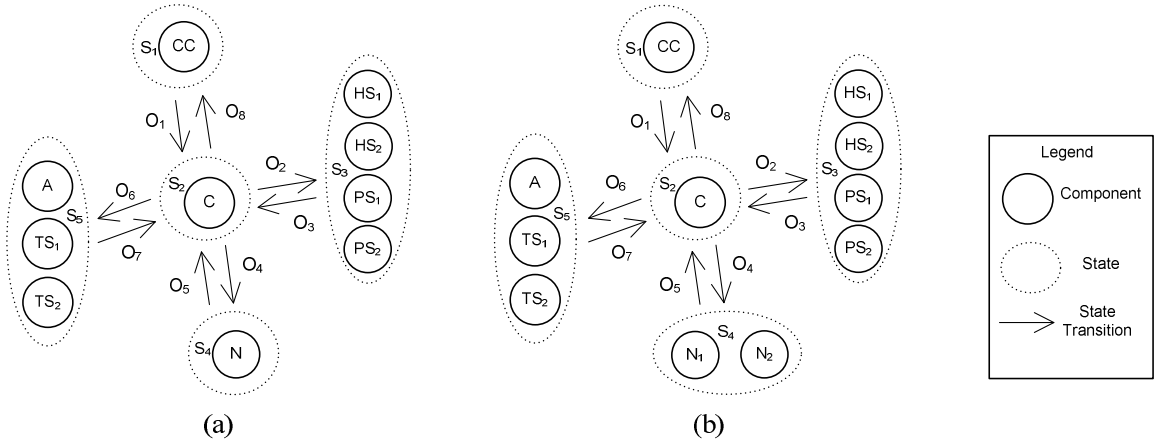 S₁ CC
O₁ O₈
HS₁
HS₂
S₃
PS₁
PS₂
O₂
O₃
S₂ C
O₆
O₇
A
S₅
TS₁
TS₂
O₅ O₄
S₄ N
(a)
S₁ CC
O₁ O₈
HS₁
HS₂
S₃
PS₁
PS₂
O₂
O₃
S₂ C
O₆
O₇
A
S₅
TS₁
TS₂
O₅ O₄
S₄
N₁ N₂
(b)
Legend
Component
State
State
Transition